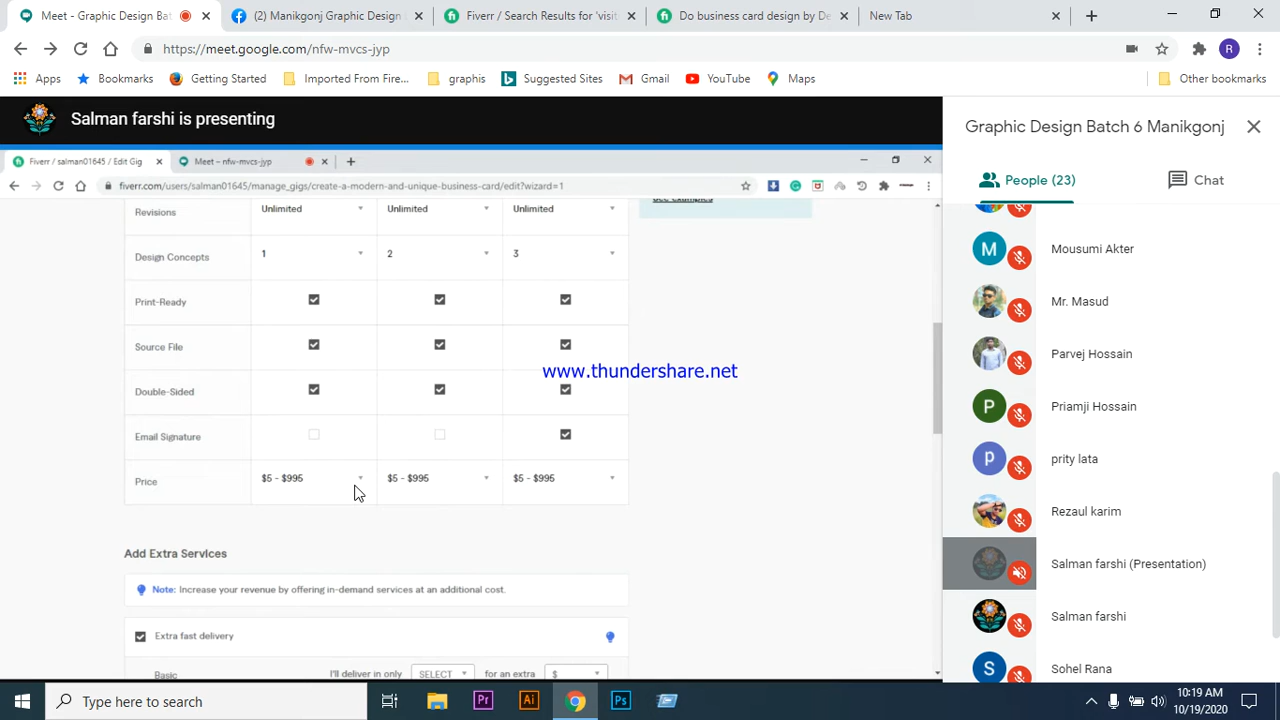 Meet - Graphic Design Bat
(2) Manikgonj Graphic Design
Fiverr / Search Results for 'visit
Do business card design by De
New Tab
https://meet.google.com/nfw-mvcs-jyp
R
Apps
Bookmarks
Getting Started
Imported From Fire...
graphis
Suggested Sites
Gmail
YouTube
Maps
Other bookmarks
Salman farshi is presenting
Fiverr / salman01645 / Edit Gig
Meet – nfw-mvcs-jyp
fiverr.com/users/salman01645/manage_gigs/create-a-modern-and-unique-business-card/edit?wizard=1
see examples
Revisions Unlimited Unlimited Unlimited
Design Concepts 1 2 3
Print-Ready
Source File
www.thundershare.net
Double-Sided
Email Signature
Price $5 - $995 $5 - $995 $5 - $995
Add Extra Services
Note: Increase your revenue by offering in-demand services at an additional cost.
Extra fast delivery
Basic I'll deliver in only SELECT for an extra $
Graphic Design Batch 6 Manikgonj
People (23)
Chat
M Mousumi Akter
Mr. Masud
Parvej Hossain
P Priamji Hossain
p prity lata
Rezaul karim
Salman farshi (Presentation)
Salman farshi
S Sohel Rana
Type here to search
Pr
Ai
Ps
10:19 AM
10/19/2020